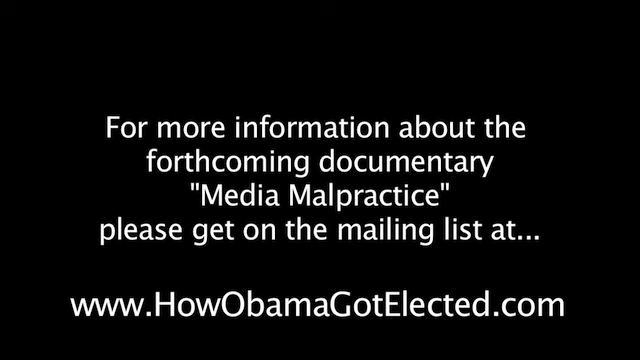 For more information about the
forthcoming documentary
"Media Malpractice"
please get on the mailing list at...
www.HowObamaGotElected.com